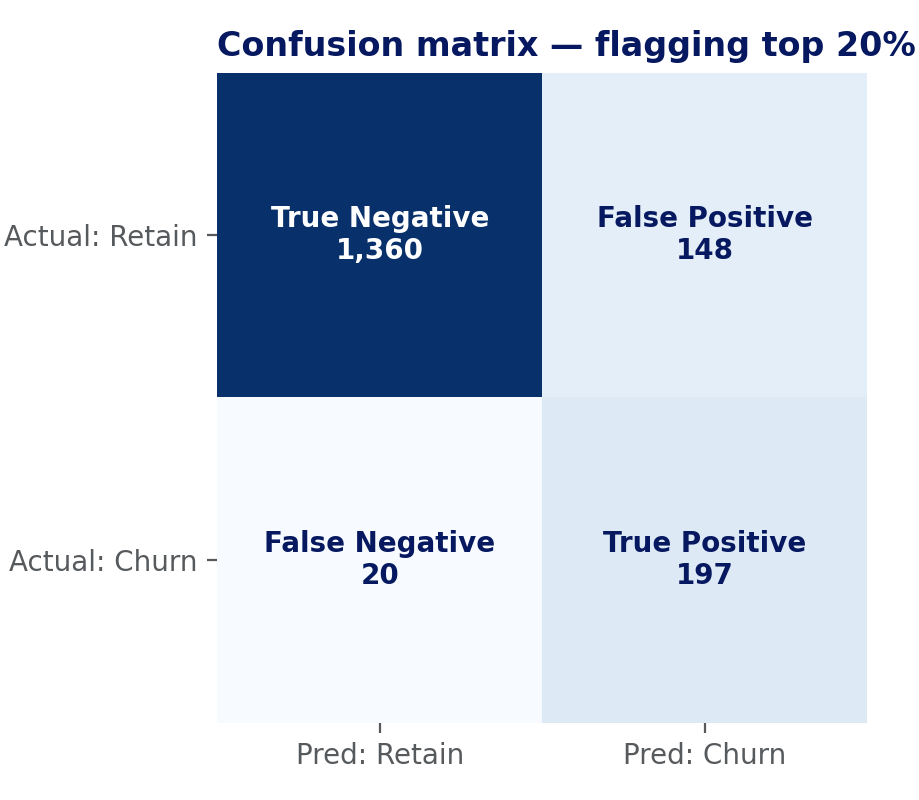 Confusion matrix — flagging top 20%
Actual: Retain
True Negative
1,360
False Positive
148
Actual: Churn
False Negative
20
True Positive
197
Pred: Retain
Pred: Churn